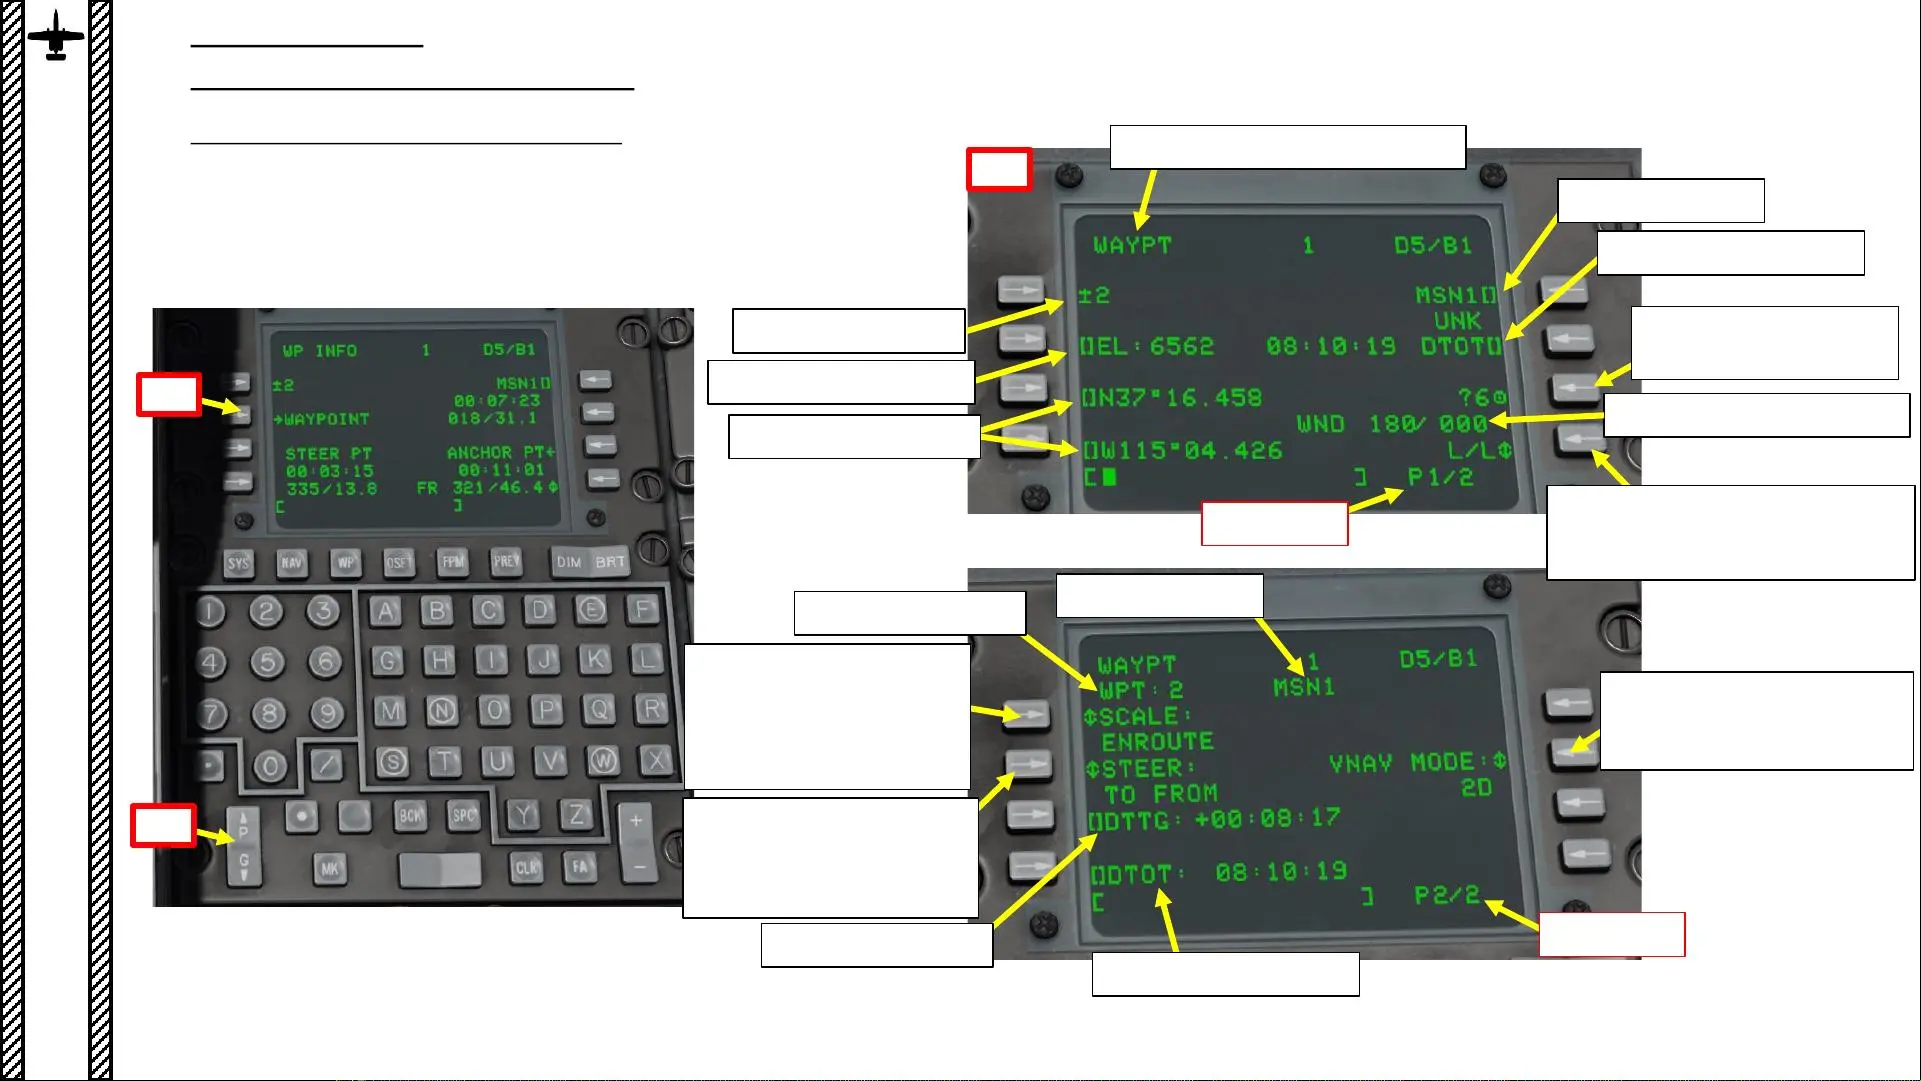 WP INFO 1 D5/B1
±2 MSN1[]
00:07:23
→WAYPOINT 018/31.1
STEER PT ANCHOR PT←
00:03:15 00:11:01
335/13.8 FR 321/46.4
[ ]
SYS NAV WP OSET FPM PREV DIM BRT
1 2 3 A B C D E F
4 5 6 G H I J K L
7 8 9 M N O P Q R
0 / S T U V W X
P G BCK SPC Y Z + -
MK CLR FA
WAYPT 1 D5/B1
±2 MSN1[]
UNK
[]EL:6562 08:10:19 DTOT[]
[]N37°16.458 ?6
WND 180/000
[]W115°04.426 L/L
[ ] P1/2
WAYPT 1 D5/B1
WPT:2 MSN1
SCALE:
ENROUTE
STEER: VNAV MODE:
TO FROM 2D
[]DTTG: +00:08:17
[]DTOT: 08:10:19
[ ] P2/2